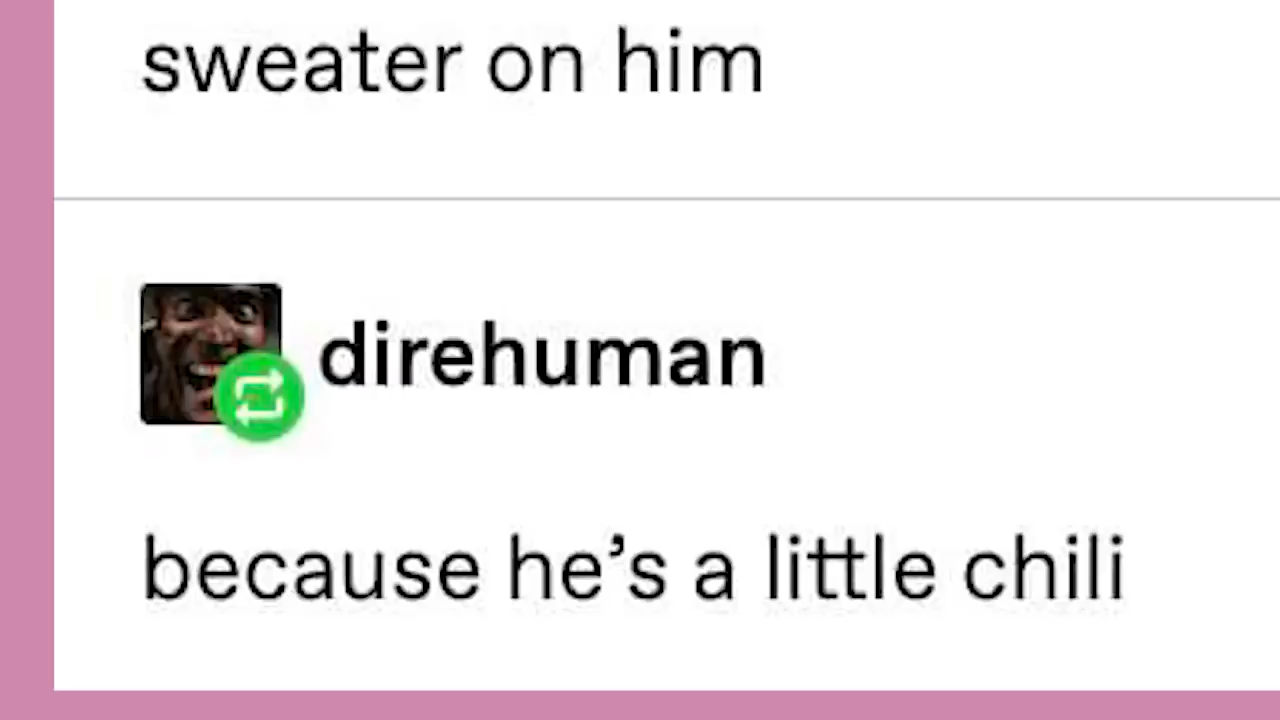 sweater on him
direhuman
because he’s a little chili